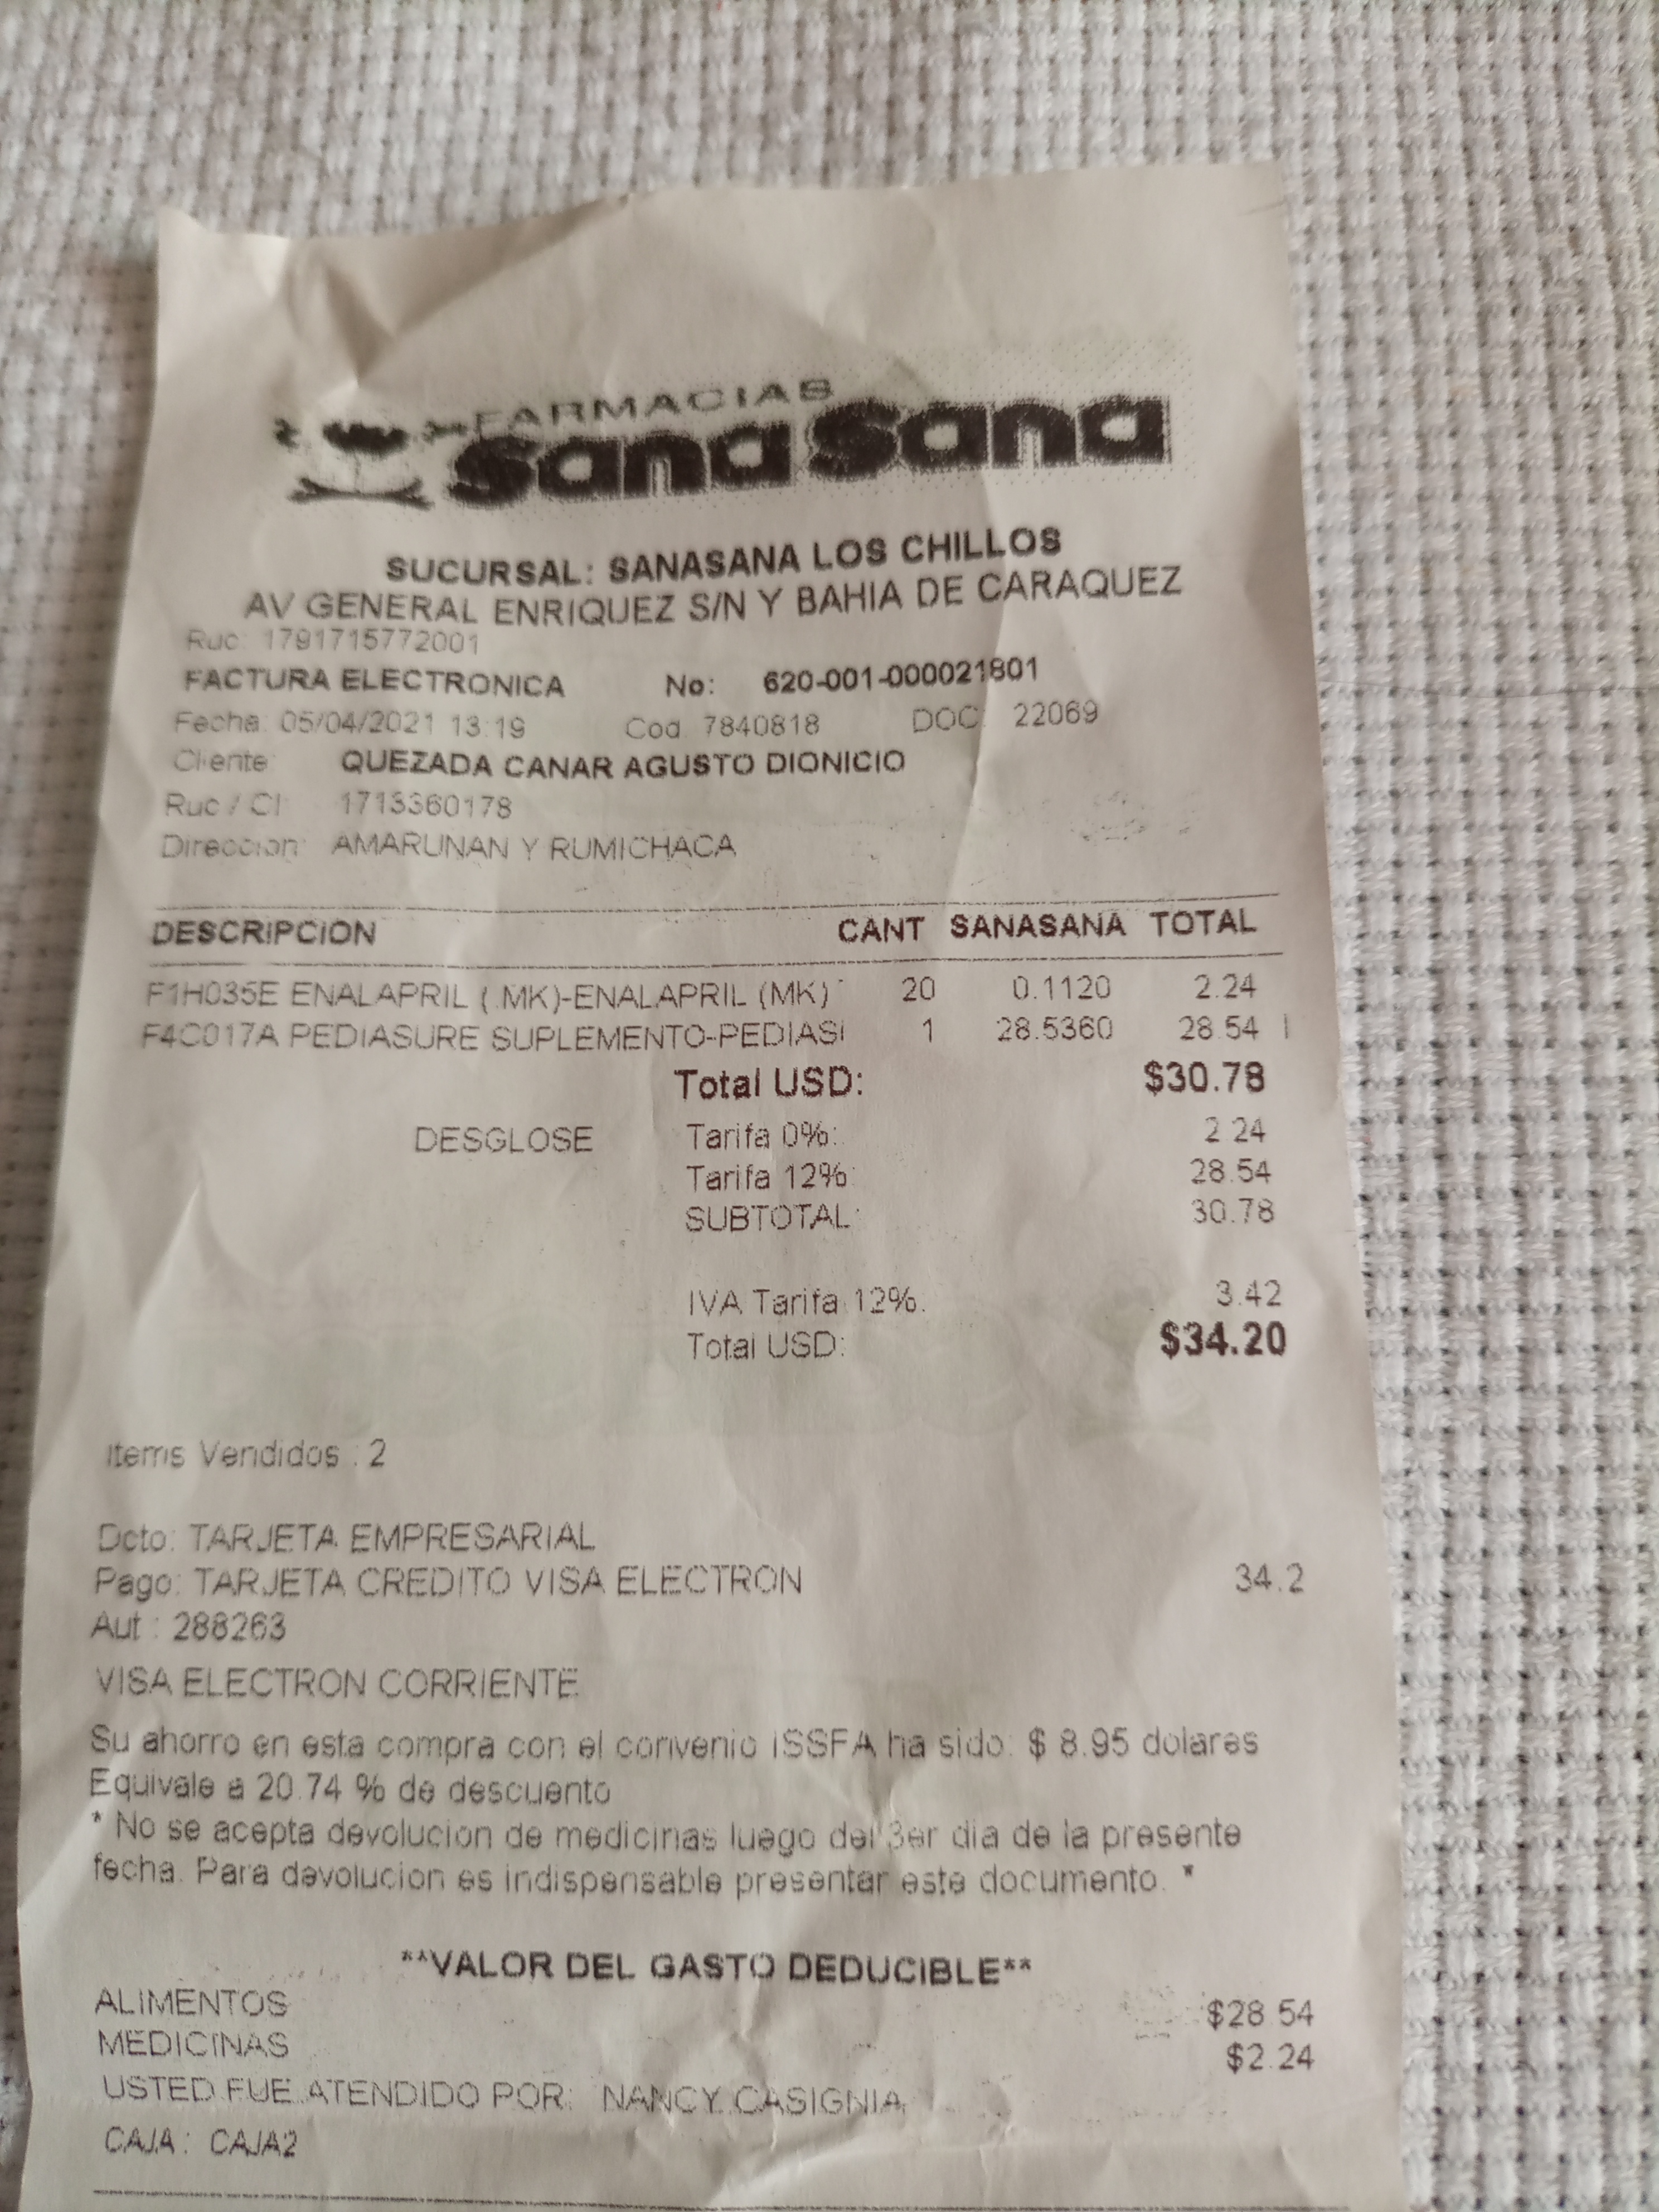 FARMACIAS
sana sana
SUCURSAL: SANASANA LOS CHILLOS
AV GENERAL ENRIQUEZ S/N Y BAHIA DE CARAQUEZ
Ruc: 1791715772001
FACTURA ELECTRONICA No: 620-001-000021801
Fecha: 05/04/2021 13:19 Cod. 7840818 DOC: 22069
Cliente: QUEZADA CANAR AGUSTO DIONICIO
Ruc / CI 1713360178
Direccion: AMARUNAN Y RUMICHACA
DESCRIPCION CANT SANASANA TOTAL
F1H035E ENALAPRIL ( MK)-ENALAPRIL (MK) 20 0.1120 2.24
F4C017A PEDIASURE SUPLEMENTO-PEDIASI 1 28.5360 28.54 I
Total USD: $30.78
DESGLOSE Tarifa 0%: 2.24
Tarifa 12%: 28.54
SUBTOTAL: 30.78
IVA Tarifa 12%. 3.42
Total USD: $34.20
Items Vendidos : 2
Dcto: TARJETA EMPRESARIAL
Pago: TARJETA CREDITO VISA ELECTRON 34.2
Aut : 288263
VISA ELECTRON CORRIENTE
Su ahorro en esta compra con el convenio ISSFA ha sido: $ 8.95 dolares
Equivale a 20.74 % de descuento
* No se acepta devolucion de medicinas luego del 3er dia de la presente
fecha. Para devolucion es indispensable presentar este documento. *
**VALOR DEL GASTO DEDUCIBLE**
ALIMENTOS $28.54
MEDICINAS $2.24
USTED FUE ATENDIDO POR: NANCY CASIGNIA
CAJA : CAJA2